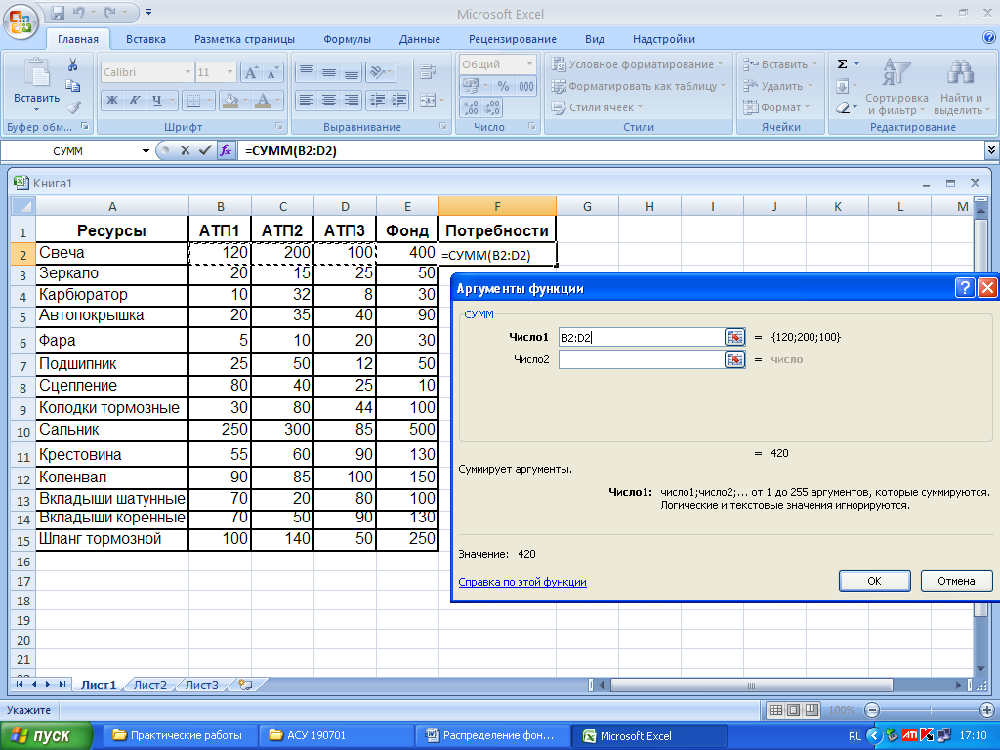 Microsoft Excel
Главная Вставка Разметка страницы Формулы Данные Рецензирование Вид Надстройки
Вставить
Буфер обм...
Calibri 11
Ж К Ч
Шрифт
Выравнивание
Общий
% 000
Число
Условное форматирование
Форматировать как таблицу
Стили ячеек
Стили
Вставить
Удалить
Формат
Ячейки
Σ
Сортировка и фильтр
Найти и выделить
Редактирование
СУММ fx =СУММ(B2:D2)
Книга1
A B C D E F G H I J K L M
1 Ресурсы АТП1 АТП2 АТП3 Фонд Потребности
2 Свеча 120 200 100 400 =СУММ(B2:D2)
3 Зеркало 20 15 25 50
4 Карбюратор 10 32 8 30
5 Автопокрышка 20 35 40 90
6 Фара 5 10 20 30
7 Подшипник 25 50 12 50
8 Сцепление 80 40 25 10
9 Колодки тормозные 30 80 44 100
10 Сальник 250 300 85 500
11 Крестовина 55 60 90 130
12 Коленвал 90 85 100 150
13 Вкладыши шатунные 70 20 80 100
14 Вкладыши коренные 70 50 90 130
15 Шланг тормозной 100 140 50 250
16
17
18
19
20
21
Аргументы функции
СУММ
Число1 B2:D2 = {120;200;100}
Число2 = число
= 420
Суммирует аргументы.
Число1: число1;число2;... от 1 до 255 аргументов, которые суммируются.
Логические и текстовые значения игнорируются.
Значение: 420
Справка по этой функции
ОК Отмена
Лист1 Лист2 Лист3
Укажите 100%
пуск Практические работы АСУ 190701 Распределение фон... Microsoft Excel RL 17:10